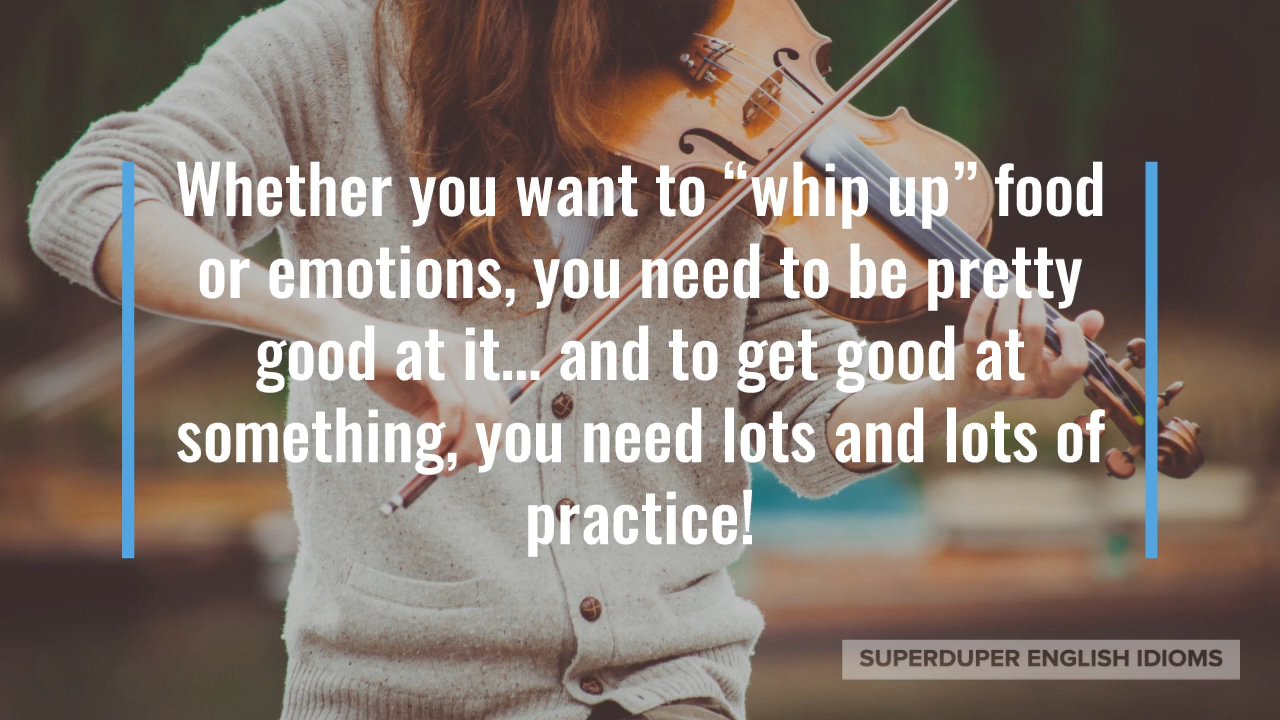 Whether you want to “whip up” food
or emotions, you need to be pretty
good at it... and to get good at
something, you need lots and lots of
practice!
SUPERDUPER ENGLISH IDIOMS